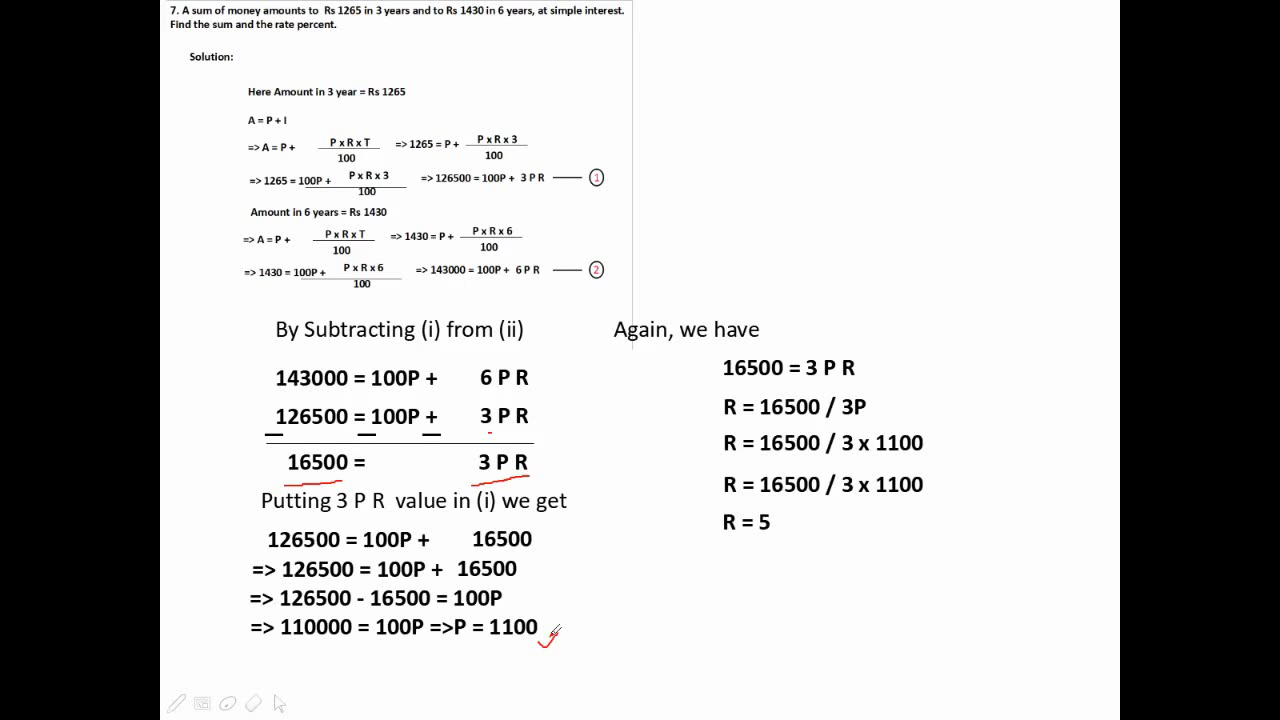 7. A sum of money amounts to Rs 1265 in 3 years and to Rs 1430 in 6 years, at simple interest.
Find the sum and the rate percent.
Solution:
Here Amount in 3 year = Rs 1265
A = P + I
=> A = P + P x R x T / 100 => 1265 = P + P x R x 3 / 100
=> 1265 = 100P + P x R x 3 / 100 => 126500 = 100P + 3 P R 1
Amount in 6 years = Rs 1430
=> A = P + P x R x T / 100 => 1430 = P + P x R x 6 / 100
=> 1430 = 100P + P x R x 6 / 100 => 143000 = 100P + 6 P R 2
By Subtracting (i) from (ii)
143000 = 100P + 6 P R
126500 = 100P + 3 P R
16500 = 3 P R
Putting 3 P R value in (i) we get
126500 = 100P + 16500
=> 126500 = 100P + 16500
=> 126500 - 16500 = 100P
=> 110000 = 100P =>P = 1100
Again, we have
16500 = 3 P R
R = 16500 / 3P
R = 16500 / 3 x 1100
R = 16500 / 3 x 1100
R = 5